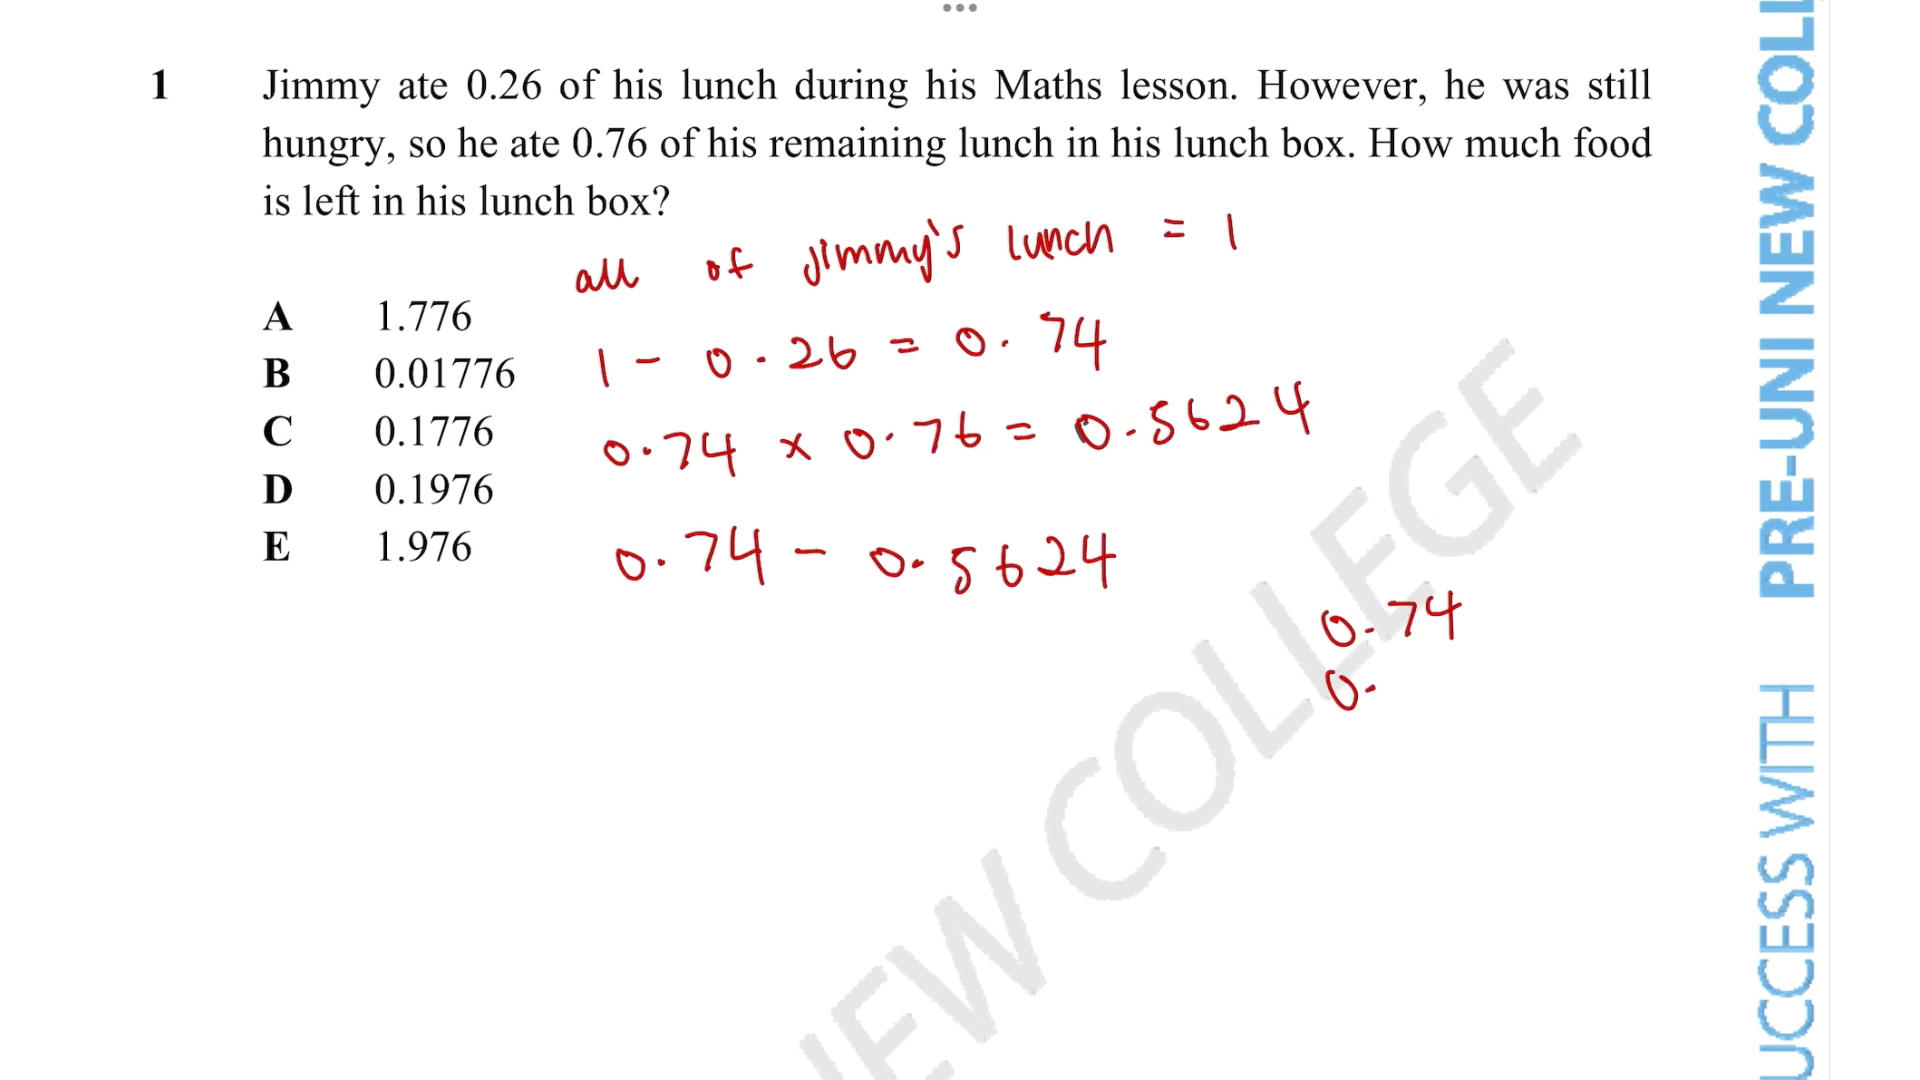 1 Jimmy ate 0.26 of his lunch during his Maths lesson. However, he was still
hungry, so he ate 0.76 of his remaining lunch in his lunch box. How much food
is left in his lunch box?
all of Jimmy's lunch = 1
A 1.776
1 - 0.26 = 0.74
B 0.01776
C 0.1776
0.74 x 0.76 = 0.5624
D 0.1976
E 1.976
0.74 - 0.5624
0.74
0.
EW COLLEGE
UCCESS WITH PRE-UNI NEW COLL